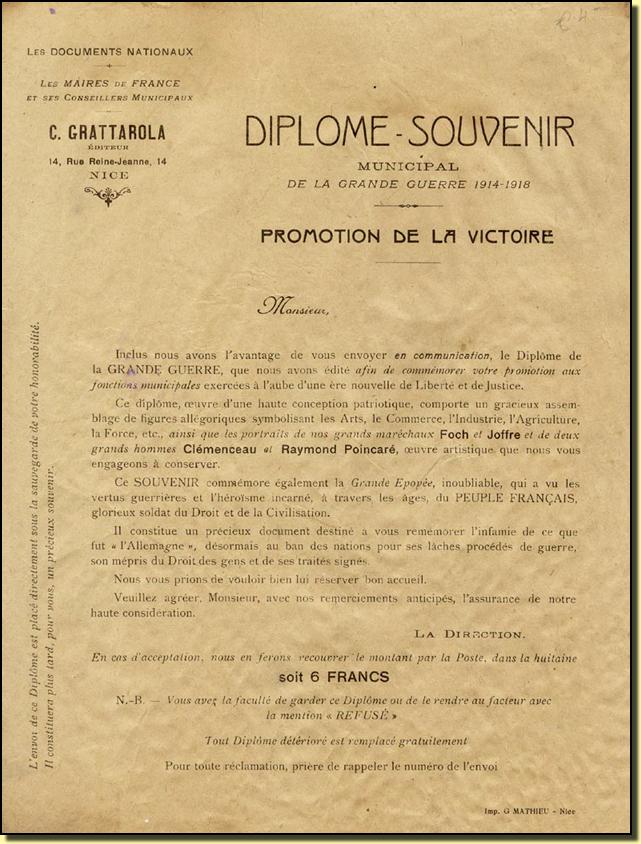 LES DOCUMENTS NATIONAUX
LES MAIRES DE FRANCE
ET SES CONSEILLERS MUNICIPAUX
C. GRATTAROLA
ÉDITEUR
14, Rue Reine-Jeanne, 14
NICE
DIPLOME-SOUVENIR
MUNICIPAL
DE LA GRANDE GUERRE 1914-1918
PROMOTION DE LA VICTOIRE
Monsieur,
Inclus nous avons l'avantage de vous envoyer en communication, le Diplôme de
la GRANDE GUERRE, que nous avons édité afin de commémorer votre promotion aux
fonctions municipales exercées à l'aube d'une ère nouvelle de Liberté et de Justice.
Ce diplôme, œuvre d'une haute conception patriotique, comporte un gracieux assem-
blage de figures allégoriques symbolisant les Arts, le Commerce, l'Industrie, l'Agriculture,
la Force, etc., ainsi que les portraits de nos grands maréchaux Foch et Joffre et de deux
grands hommes Clémenceau et Raymond Poincaré, œuvre artistique que nous vous
engageons à conserver.
Ce SOUVENIR commémore également la Grande Epopée, inoubliable, qui a vu les
vertus guerrières et l'héroïsme incarné, à travers les âges, du PEUPLE FRANÇAIS,
glorieux soldat du Droit et de la Civilisation.
Il constitue un précieux document destiné à vous remémorer l'infamie de ce que
fut « l'Allemagne », désormais au ban des nations pour ses lâches procédés de guerre,
son mépris du Droit des gens et de ses traités signés.
Nous vous prions de vouloir bien lui réserver bon accueil.
Veuillez agréer, Monsieur, avec nos remerciements anticipés, l'assurance de notre
haute considération.
LA DIRECTION.
En cas d'acceptation, nous en ferons recouvrer le montant par la Poste, dans la huitaine
soit 6 FRANCS
N.-B. — Vous avez la faculté de garder ce Diplôme ou de le rendre au facteur avec
la mention « REFUSÉ »
Tout Diplôme détérioré est remplacé gratuitement
Pour toute réclamation, prière de rappeler le numéro de l'envoi
Imp. G MATHIEU - Nice
L'envoi de ce Diplôme est placé directement sous la sauvegarde de votre honorabilité.
Il constituera plus tard, pour vous, un précieux souvenir.